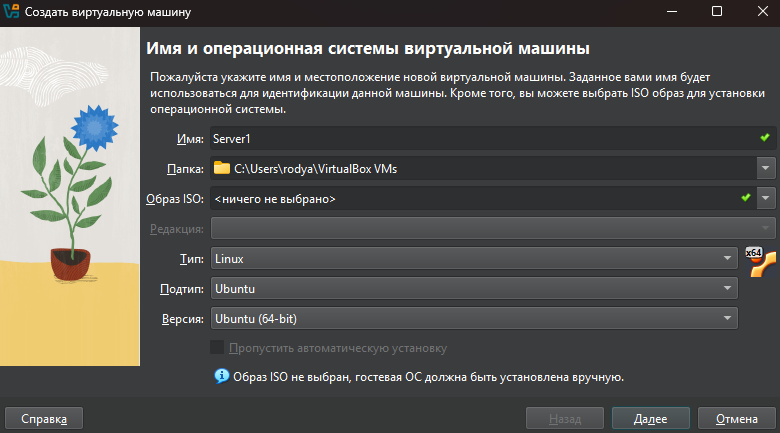 Создать виртуальную машину
Имя и операционная системы виртуальной машины
Пожалуйста укажите имя и местоположение новой виртуальной машины. Заданное вами имя будет
использоваться для идентификации данной машины. Кроме того, вы можете выбрать ISO образ для установки
операционной системы.
Имя: Server1
Папка: C:\Users\rodya\VirtualBox VMs
Образ ISO: <ничего не выбрано>
Редакция:
Тип: Linux
x64
Подтип: Ubuntu
Версия: Ubuntu (64-bit)
Пропустить автоматическую установку
Образ ISO не выбран, гостевая ОС должна быть установлена вручную.
Справка Назад Далее Отмена